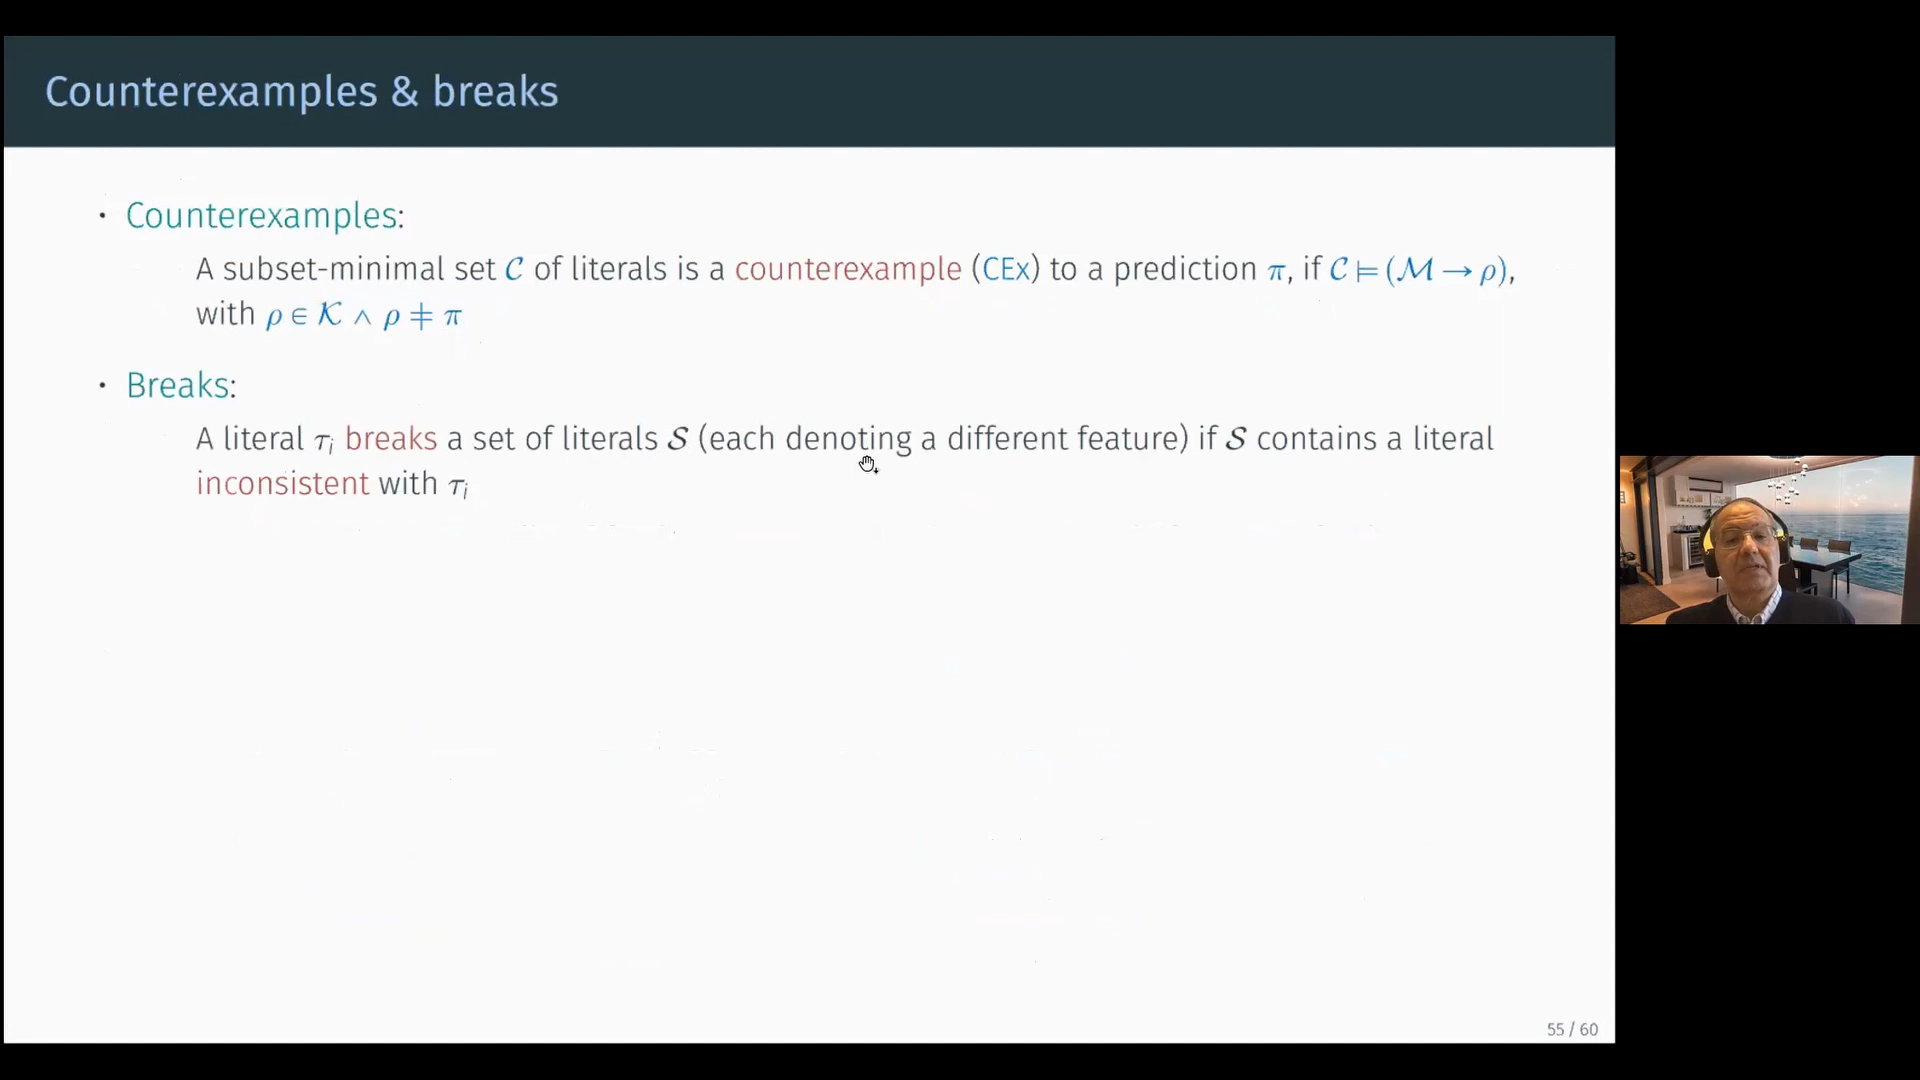 Counterexamples & breaks
• Counterexamples:
A subset-minimal set 𝒞 of literals is a counterexample (CEx) to a prediction π, if 𝒞 ⊨ (ℳ → ρ),
with ρ ∈ 𝒦 ∧ ρ ≠ π
• Breaks:
A literal τᵢ breaks a set of literals 𝒮 (each denoting a different feature) if 𝒮 contains a literal
inconsistent with τᵢ
55 / 60